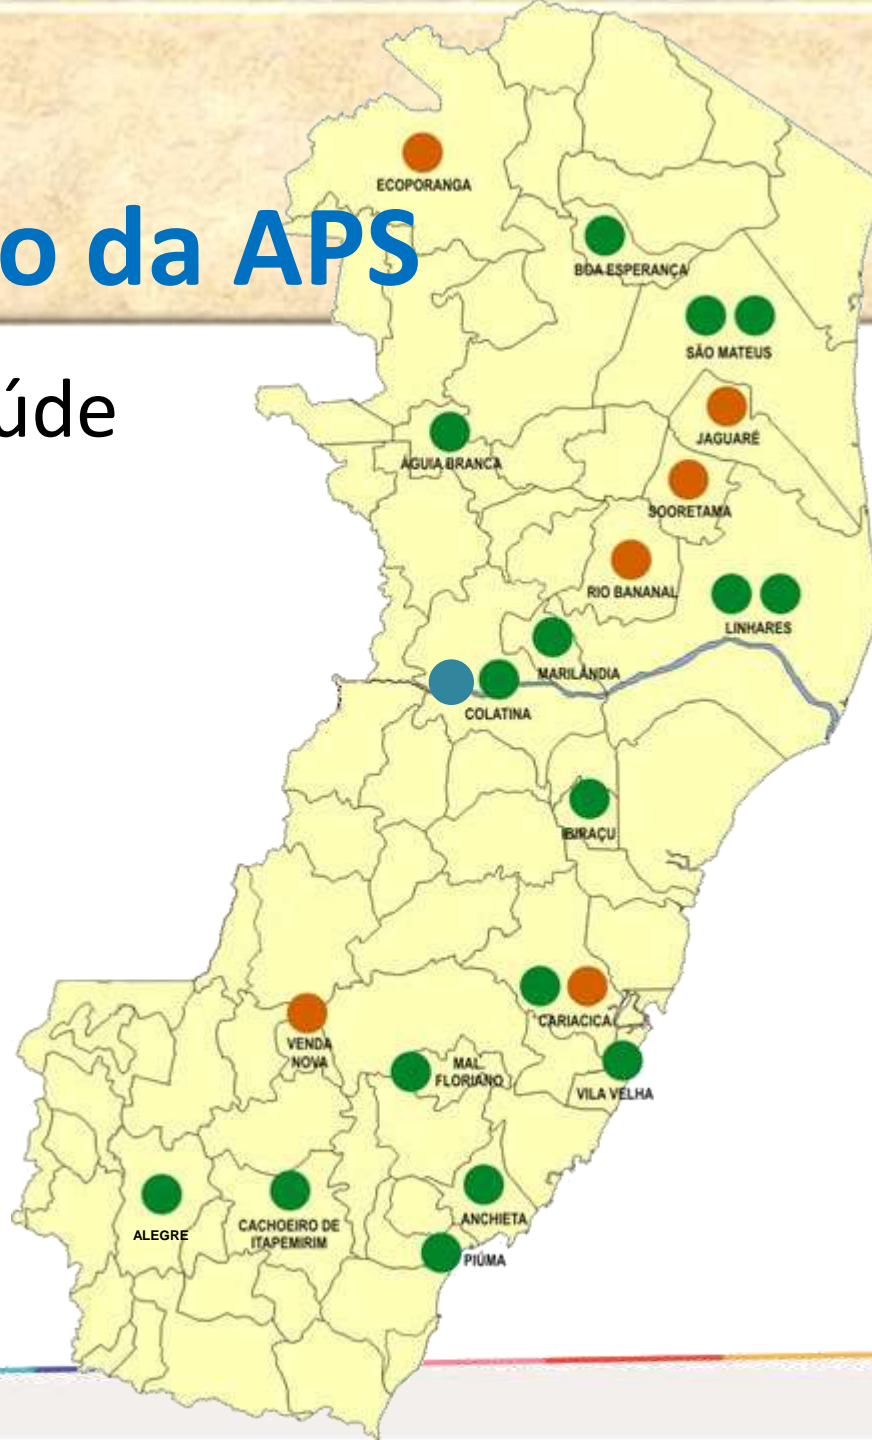 ECOPORANGA
o da APS
BOA ESPERANÇA
SÃO MATEUS
úde
JAGUARÉ
ÁGUIA BRANCA
SOORETAMA
RIO BANANAL
LINHARES
MARILÂNDIA
COLATINA
IBIRAÇU
CARIACICA
VENDA
NOVA
MAL.
FLORIANO
VILA VELHA
ANCHIETA
CACHOEIRO DE
ITAPEMIRIM
ALEGRE
PIÚMA